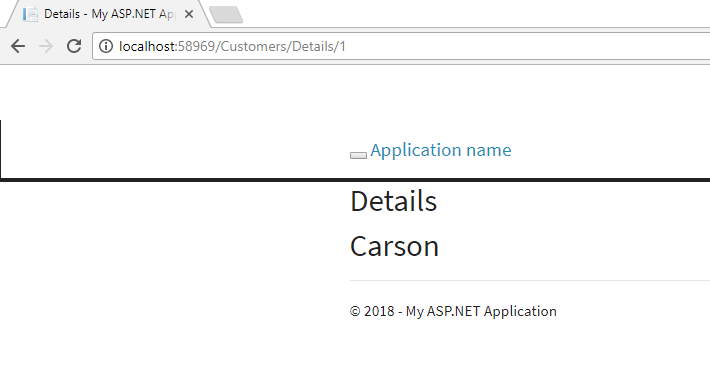 Details - My ASP.NET Ap
localhost:58969/Customers/Details/1
Application name
Details
Carson
© 2018 - My ASP.NET Application